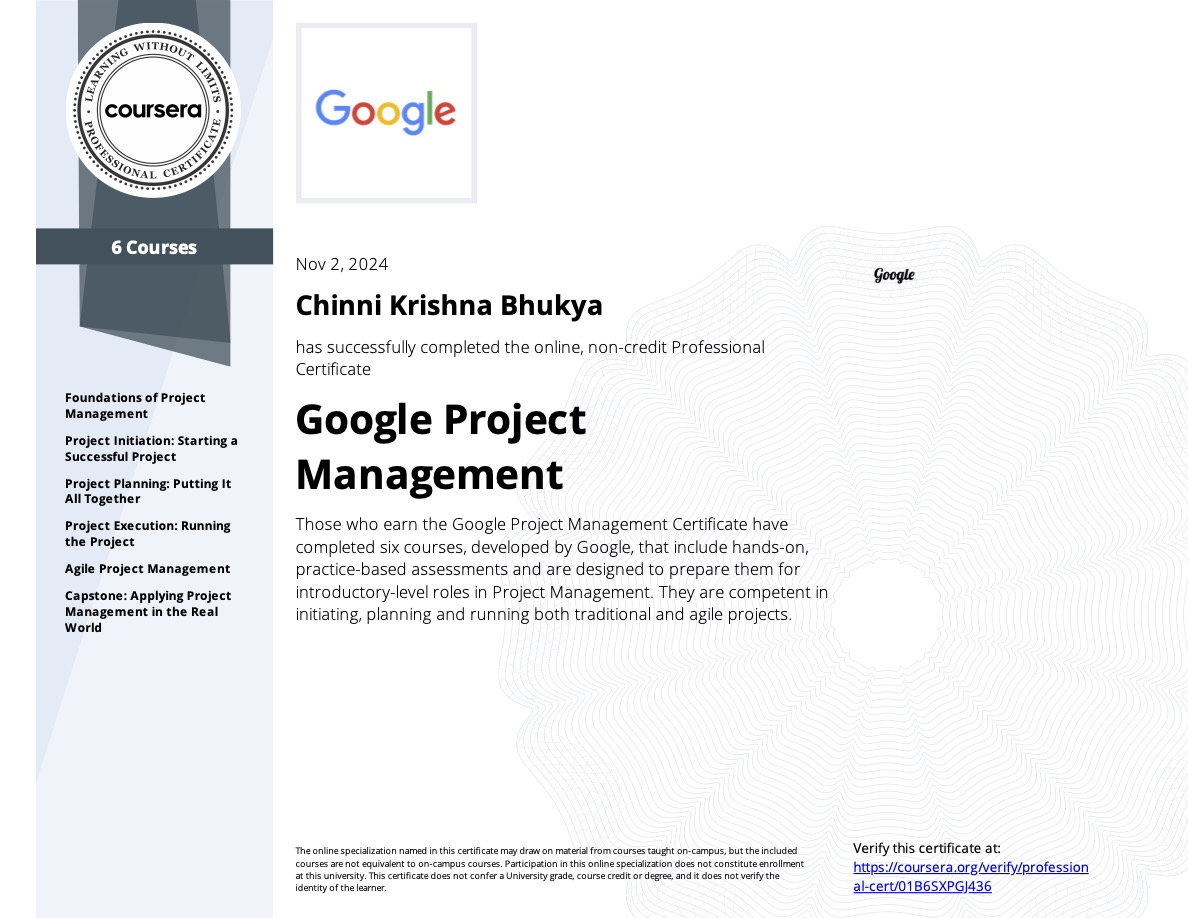 LEARNING WITHOUT LIMITS
coursera
PROFESSIONAL CERTIFICATE
6 Courses
Foundations of Project
Management
Project Initiation: Starting a
Successful Project
Project Planning: Putting It
All Together
Project Execution: Running
the Project
Agile Project Management
Capstone: Applying Project
Management in the Real
World
Google
Nov 2, 2024
Google
Chinni Krishna Bhukya
has successfully completed the online, non-credit Professional
Certificate
Google Project
Management
Those who earn the Google Project Management Certificate have
completed six courses, developed by Google, that include hands-on,
practice-based assessments and are designed to prepare them for
introductory-level roles in Project Management. They are competent in
initiating, planning and running both traditional and agile projects.
The online specialization named in this certificate may draw on material from courses taught on-campus, but the included
courses are not equivalent to on-campus courses. Participation in this online specialization does not constitute enrollment
at this university. This certificate does not confer a University grade, course credit or degree, and it does not verify the
identity of the learner.
Verify this certificate at:
https://coursera.org/verify/profession
al-cert/01B6SXPGJ436